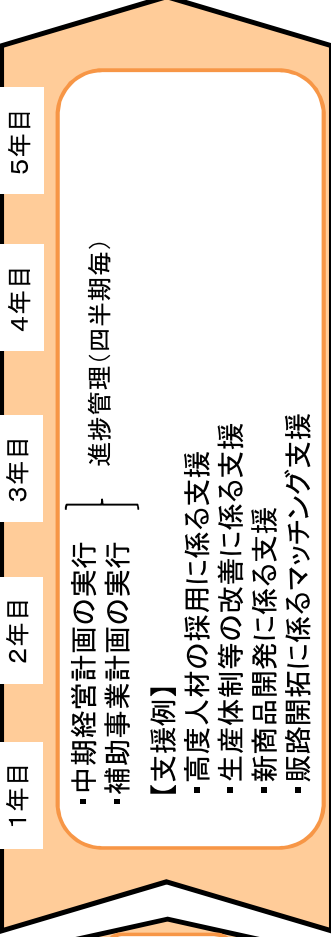 1年目 2年目 3年目 4年目 5年目
・中期経営計画の実行
・補助事業計画の実行
進捗管理(四半期毎)
【支援例】
・高度人材の採用に係る支援
・生産体制等の改善に係る支援
・新商品開発に係る支援
・販路開拓に係るマッチング支援